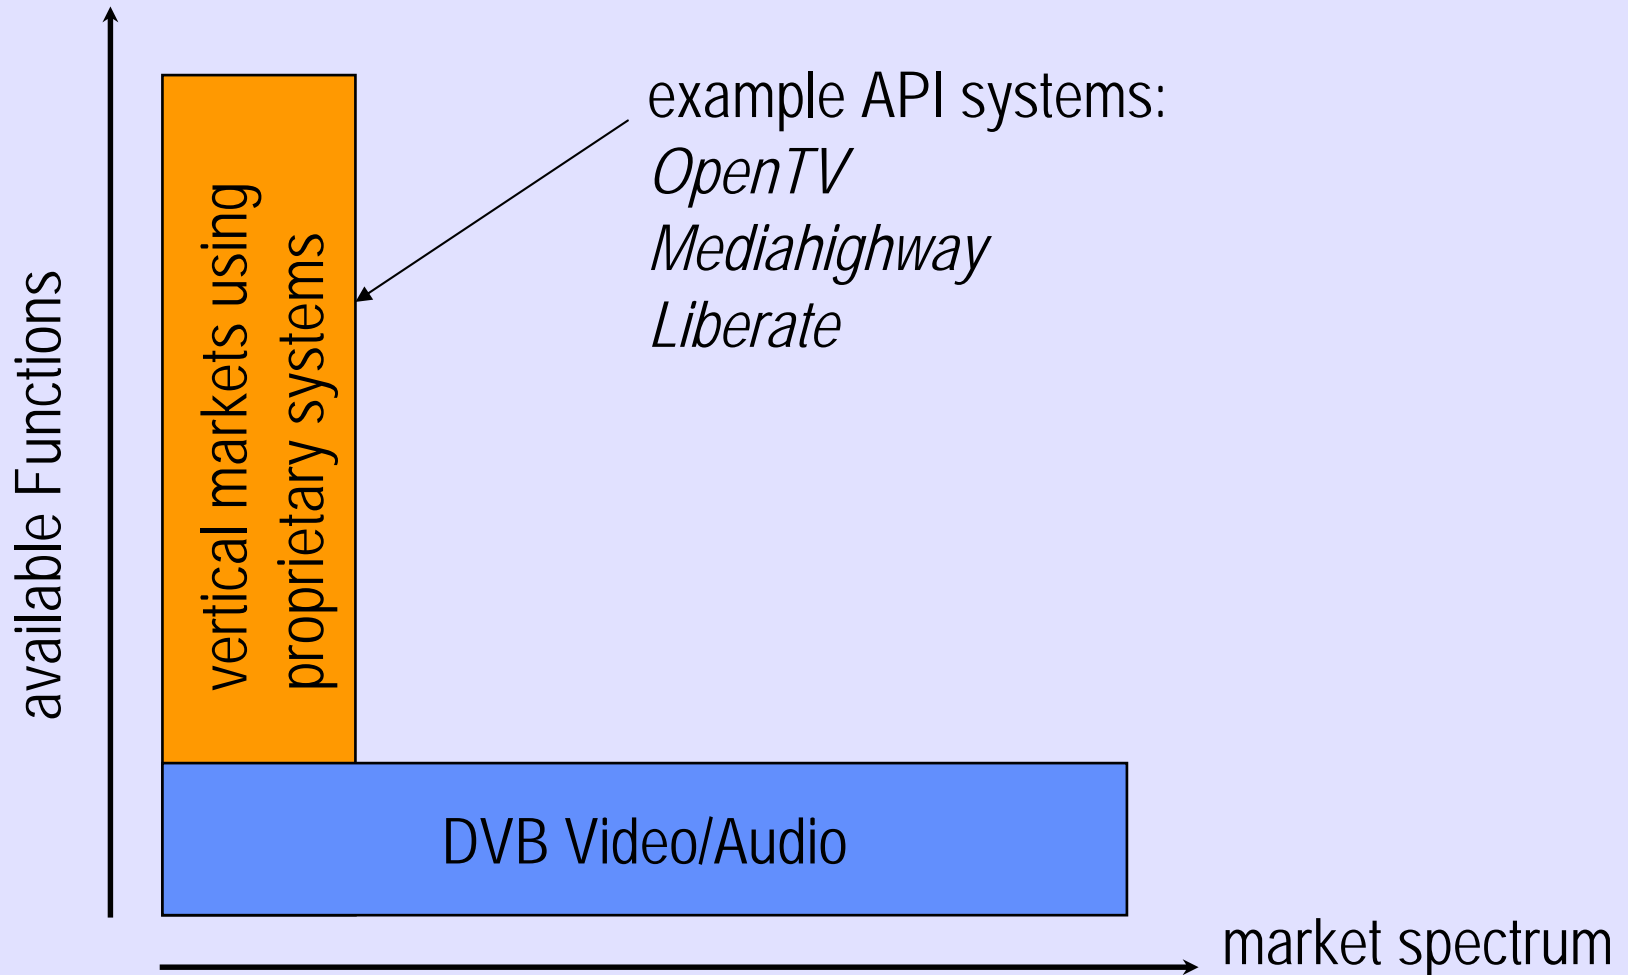 available Functions
vertical markets using
proprietary systems
example API systems:
OpenTV
Mediahighway
Liberate
DVB Video/Audio
market spectrum